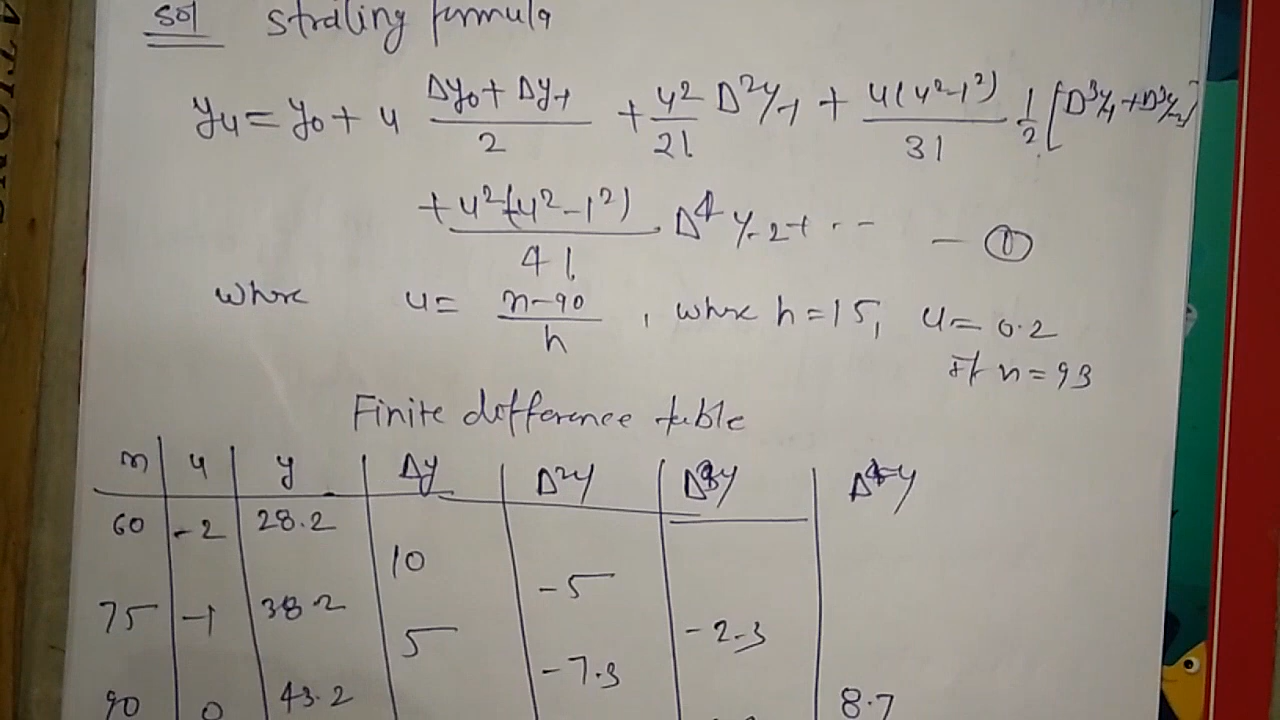 sol straling formula
y4 = y0 + u (Δy0 + Δy-1)/2 + u²/2! Δ²y-1 + u(u²-1²)/3! 1/2 [Δ³y-1 + Δ³y-2]
+ u²(u²-1²)/4! Δ⁴y-2 + ··· — ①
where u = (x-90)/h , where h = 15, u = 0.2
if x = 93
Finite difference table
x u y Δy Δ²y Δ³y Δ⁴y
60 -2 28.2
10
-5
75 -1 38.2
5 -2.3
-7.3
90 0 43.2 8.7